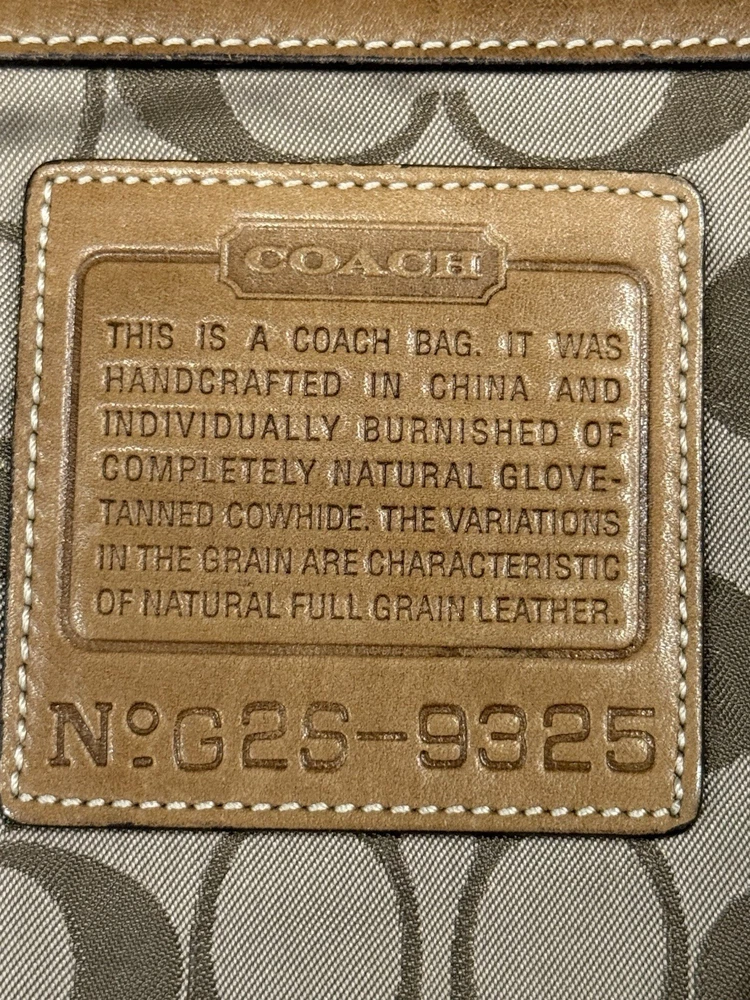 COACH
THIS IS A COACH BAG. IT WAS
HANDCRAFTED IN CHINA AND
INDIVIDUALLY BURNISHED OF
COMPLETELY NATURAL GLOVE-
TANNED COWHIDE. THE VARIATIONS
IN THE GRAIN ARE CHARACTERISTIC
OF NATURAL FULL GRAIN LEATHER.
Nº G2S-9325